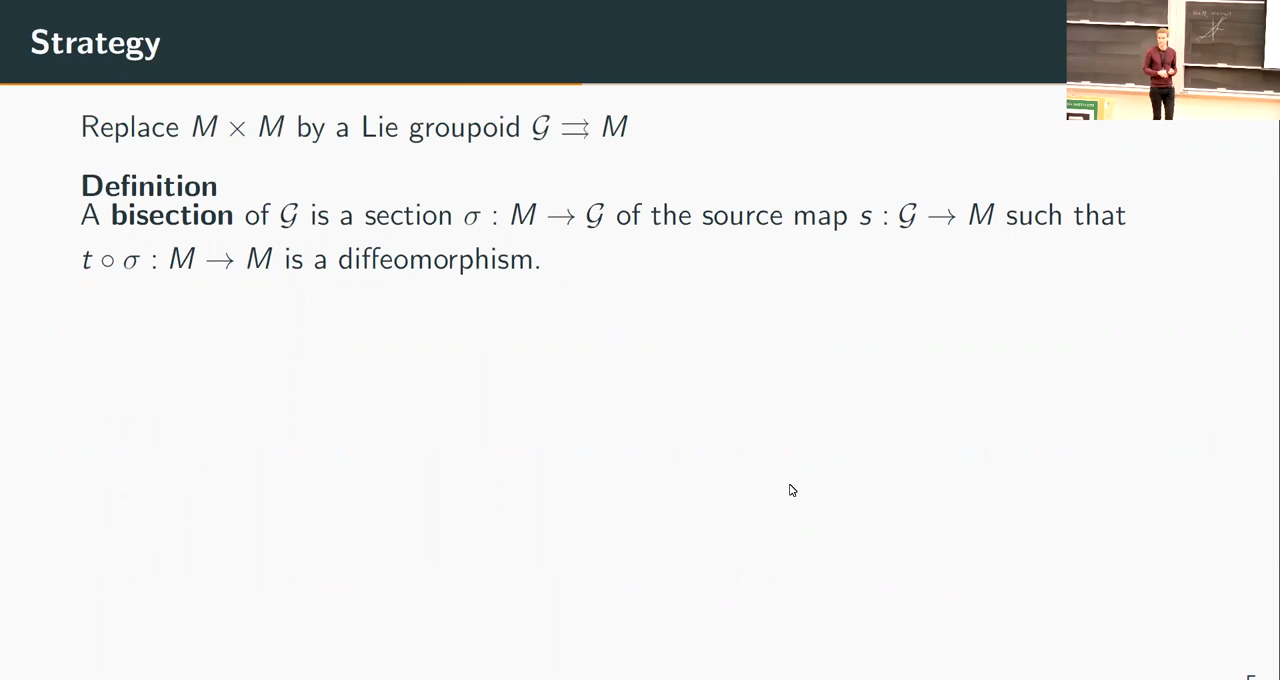 Strategy
Replace M × M by a Lie groupoid 𝒢 ⇉ M
Definition
A bisection of 𝒢 is a section σ : M → 𝒢 of the source map s : 𝒢 → M such that
t ∘ σ : M → M is a diffeomorphism.